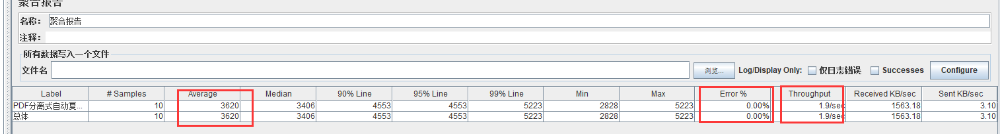 聚合报告
名称： 聚合报告
注释：
所有数据写入一个文件
文件名 浏览... Log/Display Only: 仅日志错误 Successes Configure
Label # Samples Average Median 90% Line 95% Line 99% Line Min Max Error % Throughput Received KB/sec Sent KB/sec
PDF分离式自动复... 10 3620 3406 4553 4553 5223 2828 5223 0.00% 1.9/sec 1563.18 3.10
总体 10 3620 3406 4553 4553 5223 2828 5223 0.00% 1.9/sec 1563.18 3.10